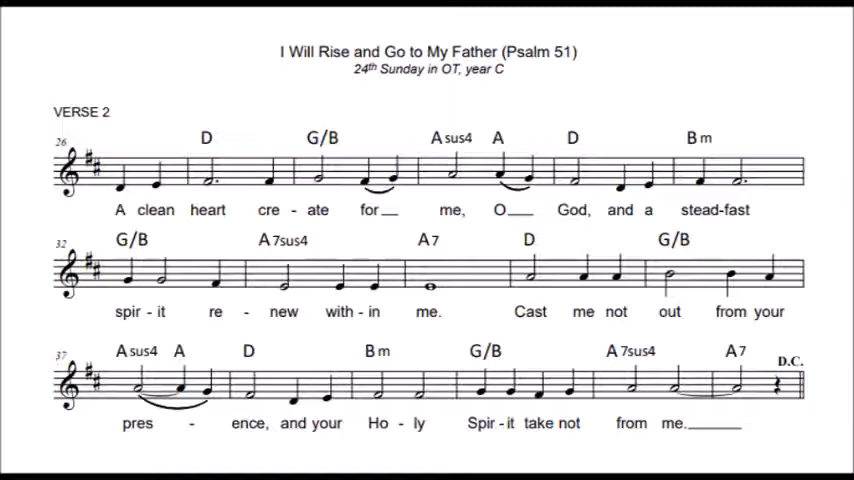 I Will Rise and Go to My Father (Psalm 51)
24th Sunday in OT, year C
VERSE 2
26 D G/B Asus4 A D Bm
A clean heart cre - ate for__ me, O___ God, and a stead-fast
32 G/B A7sus4 A7 D G/B
spir - it re - new with - in me. Cast me not out from your
37 Asus4 A D Bm G/B A7sus4 A7 D.C.
pres - ence, and your Ho - ly Spir - it take not from me.______